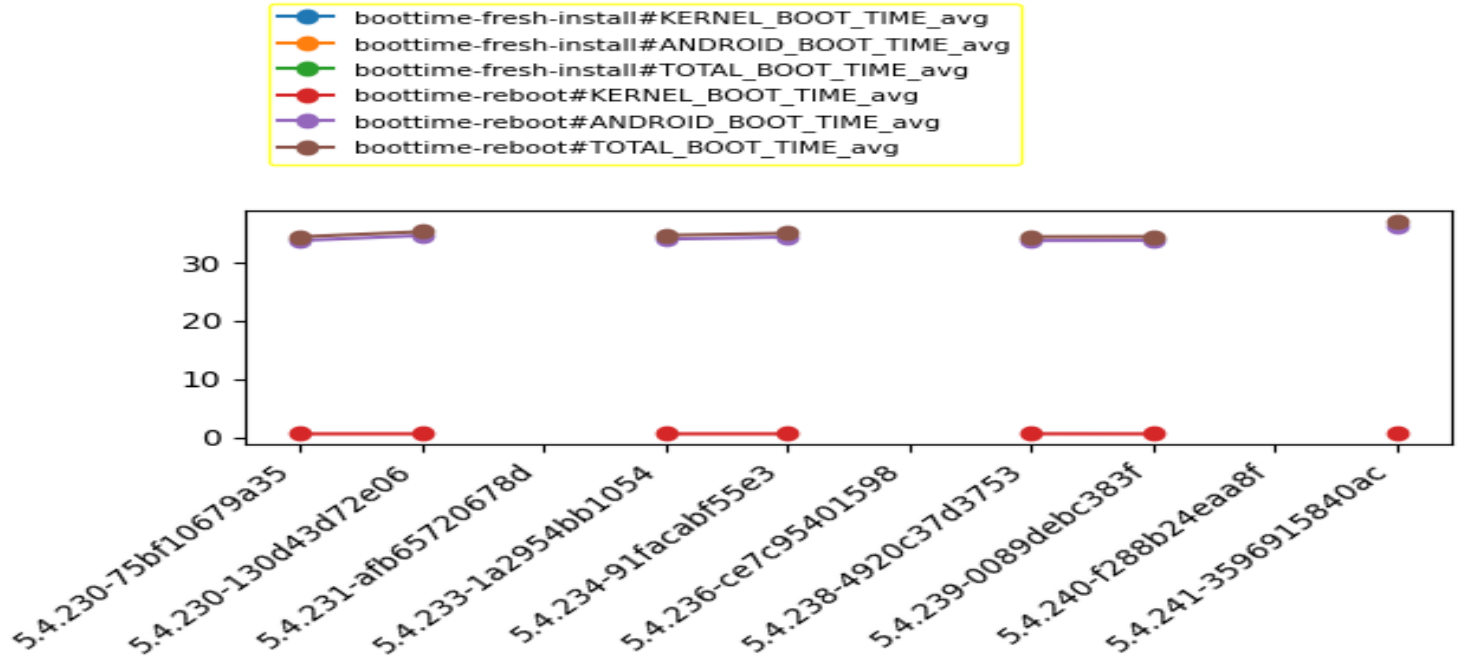 boottime-fresh-install#KERNEL_BOOT_TIME_avg
boottime-fresh-install#ANDROID_BOOT_TIME_avg
boottime-fresh-install#TOTAL_BOOT_TIME_avg
boottime-reboot#KERNEL_BOOT_TIME_avg
boottime-reboot#ANDROID_BOOT_TIME_avg
boottime-reboot#TOTAL_BOOT_TIME_avg
30
20
10
0
5.4.230-75bf10679a35
5.4.230-130d43d72e06
5.4.231-afb65720678d
5.4.233-1a2954bb1054
5.4.234-91facabf55e3
5.4.236-ce7c95401598
5.4.238-4920c37d3753
5.4.239-0089debc383f
5.4.240-f288b24eaa8f
5.4.241-3596915840ac